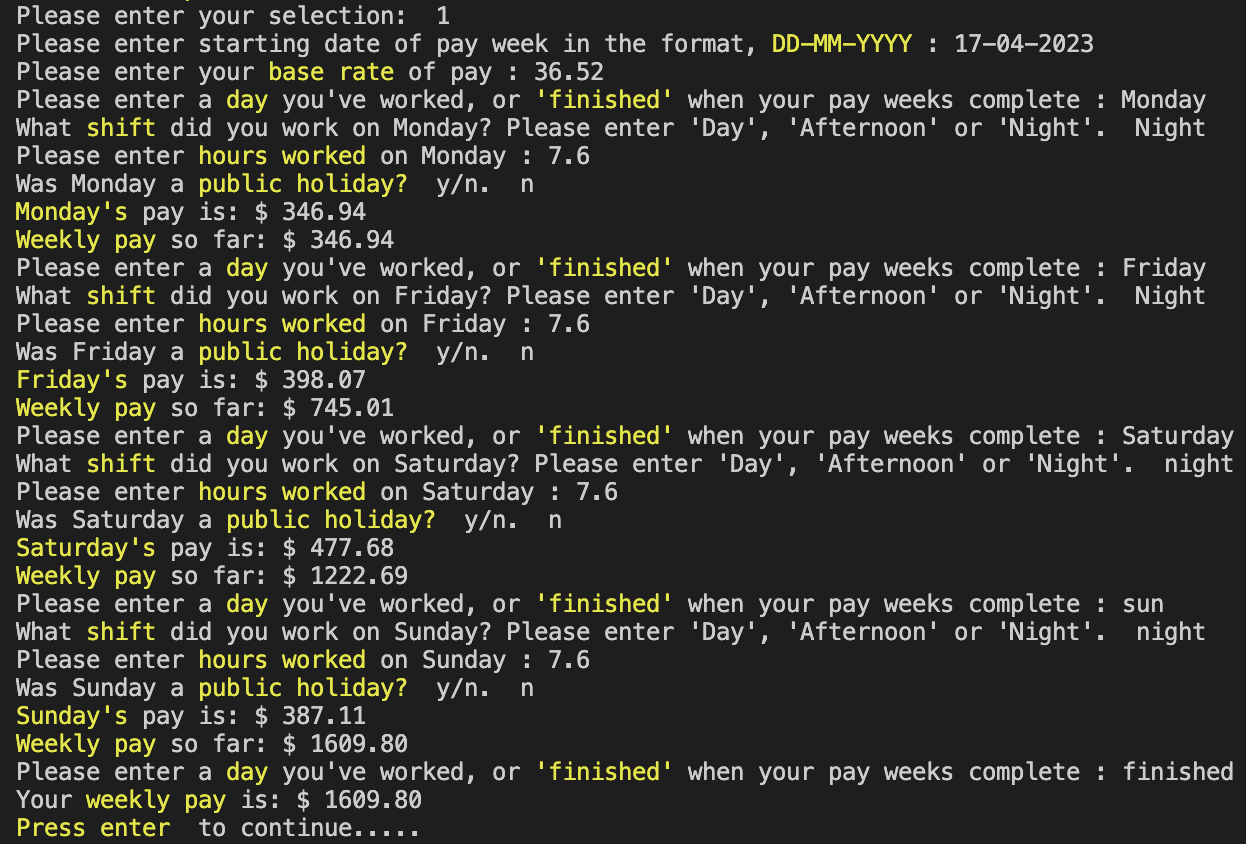 Please enter your selection:  1
Please enter starting date of pay week in the format, DD-MM-YYYY : 17-04-2023
Please enter your base rate of pay : 36.52
Please enter a day you've worked, or 'finished' when your pay weeks complete : Monday
What shift did you work on Monday? Please enter 'Day', 'Afternoon' or 'Night'.  Night
Please enter hours worked on Monday : 7.6
Was Monday a public holiday?  y/n.  n
Monday's pay is: $ 346.94
Weekly pay so far: $ 346.94
Please enter a day you've worked, or 'finished' when your pay weeks complete : Friday
What shift did you work on Friday? Please enter 'Day', 'Afternoon' or 'Night'.  Night
Please enter hours worked on Friday : 7.6
Was Friday a public holiday?  y/n.  n
Friday's pay is: $ 398.07
Weekly pay so far: $ 745.01
Please enter a day you've worked, or 'finished' when your pay weeks complete : Saturday
What shift did you work on Saturday? Please enter 'Day', 'Afternoon' or 'Night'.  night
Please enter hours worked on Saturday : 7.6
Was Saturday a public holiday?  y/n.  n
Saturday's pay is: $ 477.68
Weekly pay so far: $ 1222.69
Please enter a day you've worked, or 'finished' when your pay weeks complete : sun
What shift did you work on Sunday? Please enter 'Day', 'Afternoon' or 'Night'.  night
Please enter hours worked on Sunday : 7.6
Was Sunday a public holiday?  y/n.  n
Sunday's pay is: $ 387.11
Weekly pay so far: $ 1609.80
Please enter a day you've worked, or 'finished' when your pay weeks complete : finished
Your weekly pay is: $ 1609.80
Press enter  to continue.....